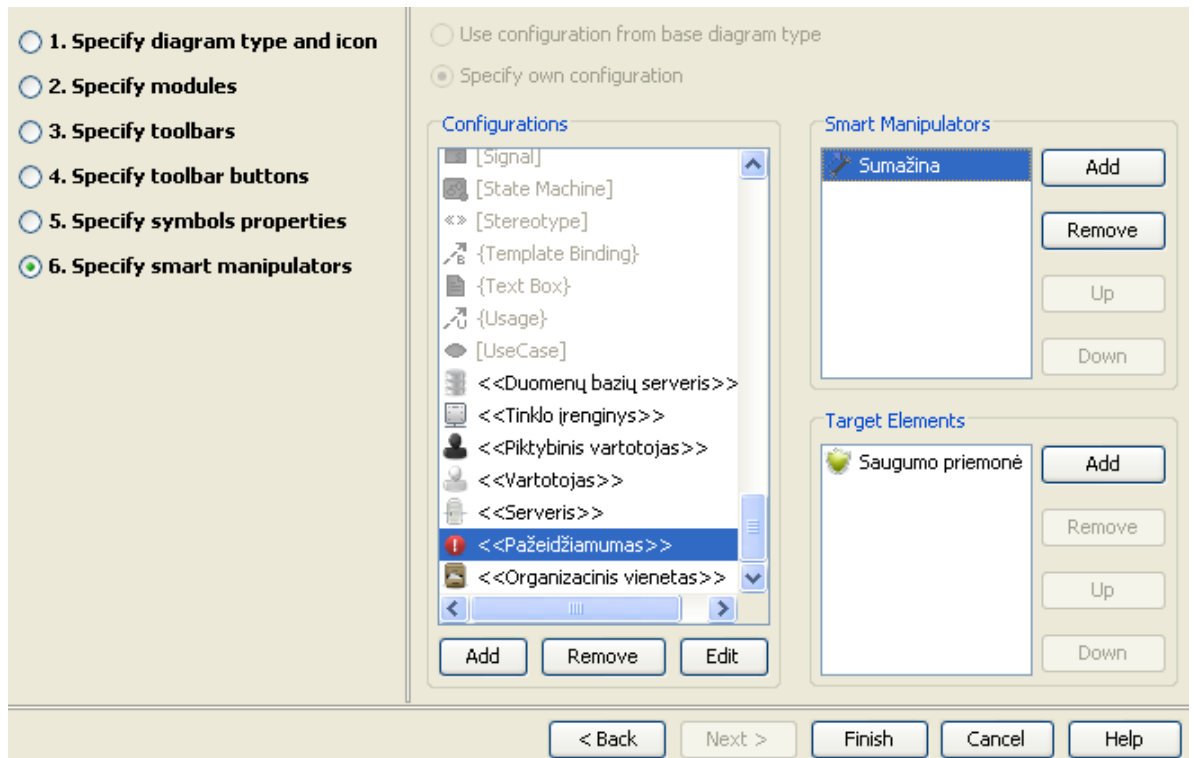 1. Specify diagram type and icon
2. Specify modules
3. Specify toolbars
4. Specify toolbar buttons
5. Specify symbols properties
6. Specify smart manipulators
Use configuration from base diagram type
Specify own configuration
Configurations
[Signal]
[State Machine]
[Stereotype]
{Template Binding}
{Text Box}
{Usage}
[UseCase]
<<Duomenų bazių serveris>>
<<Tinklo įrenginys>>
<<Piktybinis vartotojas>>
<<Vartotojas>>
<<Serveris>>
<<Pažeidžiamumas>>
<<Organizacinis vienetas>>
Add Remove Edit
Smart Manipulators
Sumažina
Add
Remove
Up
Down
Target Elements
Saugumo priemonė
Add
Remove
Up
Down
< Back Next > Finish Cancel Help